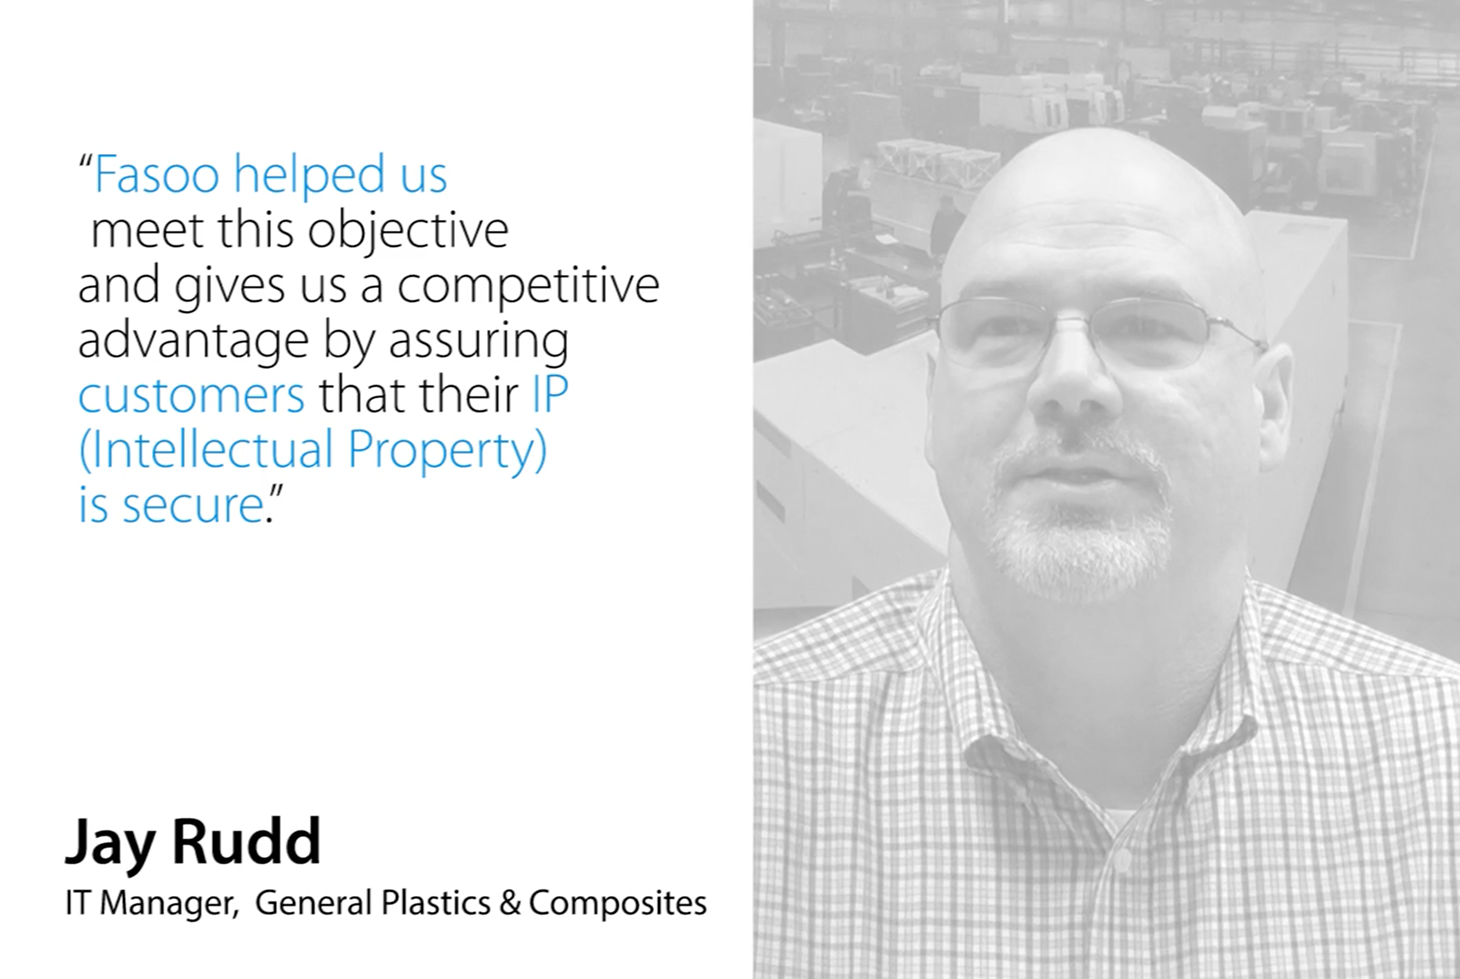 “Fasoo helped us
meet this objective
and gives us a competitive
advantage by assuring
customers that their IP
(Intellectual Property)
is secure.”
Jay Rudd
IT Manager, General Plastics & Composites